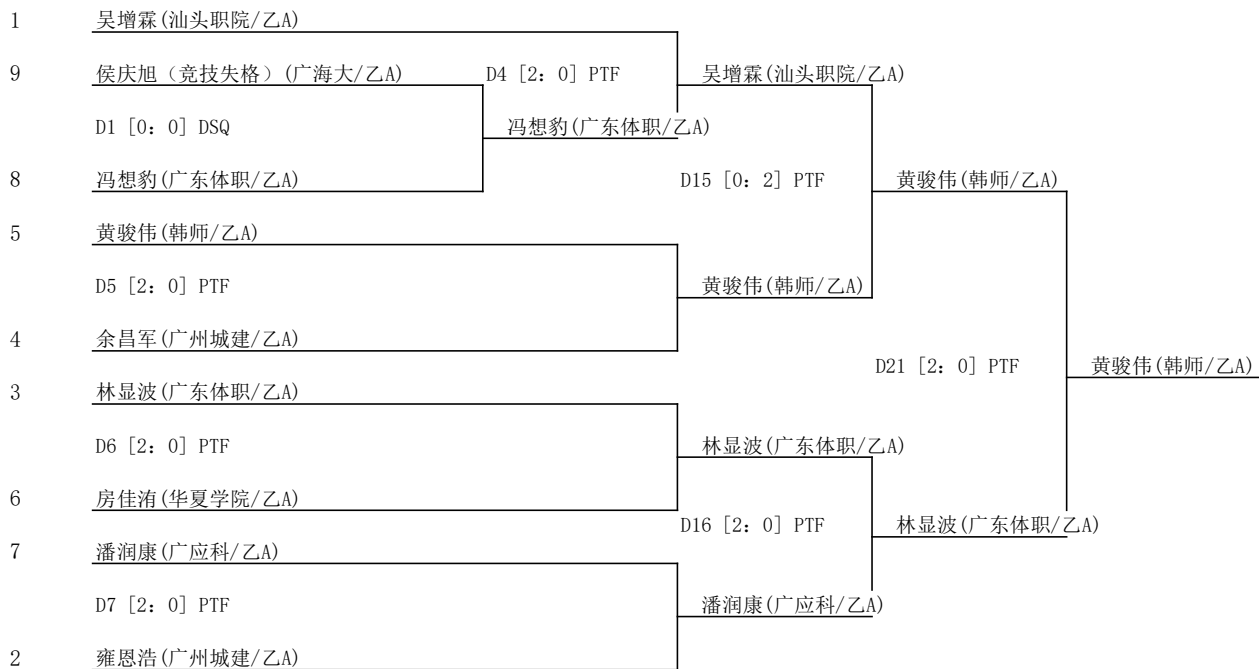 1 吴增霖(汕头职院/乙A)
9 侯庆旭（竞技失格）(广海大/乙A) D4 [2: 0] PTF 吴增霖(汕头职院/乙A)
D1 [0: 0] DSQ 冯想豹(广东体职/乙A)
8 冯想豹(广东体职/乙A) D15 [0: 2] PTF 黄骏伟(韩师/乙A)
5 黄骏伟(韩师/乙A)
D5 [2: 0] PTF 黄骏伟(韩师/乙A)
4 余昌军(广州城建/乙A)
D21 [2: 0] PTF 黄骏伟(韩师/乙A)
3 林显波(广东体职/乙A)
D6 [2: 0] PTF 林显波(广东体职/乙A)
6 房佳洧(华夏学院/乙A)
D16 [2: 0] PTF 林显波(广东体职/乙A)
7 潘润康(广应科/乙A)
D7 [2: 0] PTF 潘润康(广应科/乙A)
2 雍恩浩(广州城建/乙A)